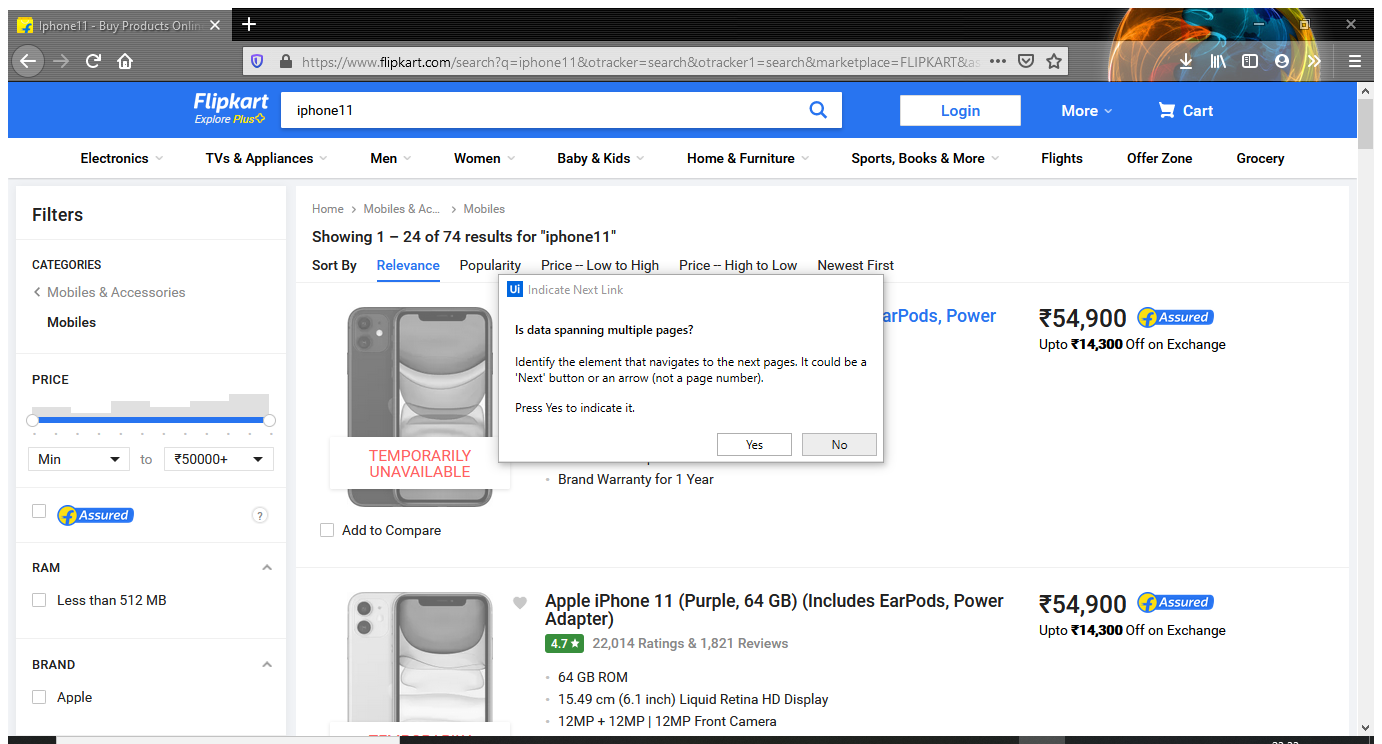 iphone11 - Buy Products Onlin
https://www.flipkart.com/search?q=iphone11&otracker=search&otracker1=search&marketplace=FLIPKART&as
Flipkart
Explore Plus
iphone11
Login
More
Cart
Electronics
TVs & Appliances
Men
Women
Baby & Kids
Home & Furniture
Sports, Books & More
Flights
Offer Zone
Grocery
Filters
CATEGORIES
Mobiles & Accessories
Mobiles
PRICE
Min
to
₹50000+
Assured
?
RAM
Less than 512 MB
BRAND
Apple
Home
Mobiles & Ac...
Mobiles
Showing 1 – 24 of 74 results for "iphone11"
Sort By
Relevance
Popularity
Price -- Low to High
Price -- High to Low
Newest First
Ui Indicate Next Link
Is data spanning multiple pages?
Identify the element that navigates to the next pages. It could be a
'Next' button or an arrow (not a page number).
Press Yes to indicate it.
Yes
No
arPods, Power
₹54,900
Assured
Upto ₹14,300 Off on Exchange
TEMPORARILY
UNAVAILABLE
Brand Warranty for 1 Year
Add to Compare
Apple iPhone 11 (Purple, 64 GB) (Includes EarPods, Power
Adapter)
4.7
22,014 Ratings & 1,821 Reviews
64 GB ROM
15.49 cm (6.1 inch) Liquid Retina HD Display
12MP + 12MP | 12MP Front Camera
₹54,900
Assured
Upto ₹14,300 Off on Exchange